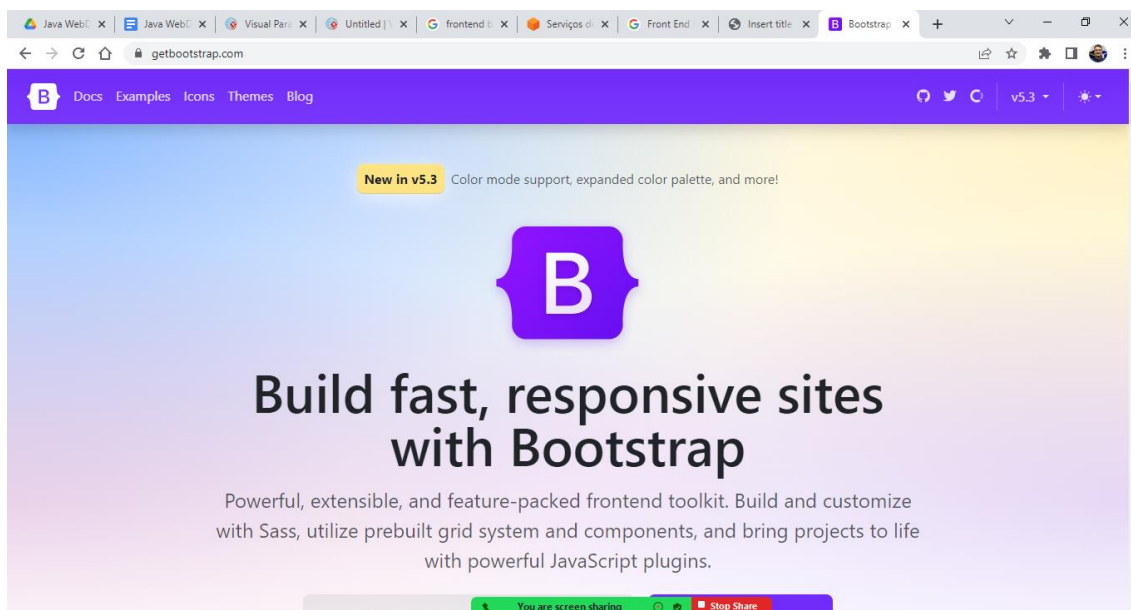 Java Web Java Web Visual Para Untitled | V frontend b Serviços d Front End Insert title Bootstrap
getbootstrap.com
B Docs Examples Icons Themes Blog v5.3
New in v5.3 Color mode support, expanded color palette, and more!
B
Build fast, responsive sites
with Bootstrap
Powerful, extensible, and feature-packed frontend toolkit. Build and customize
with Sass, utilize prebuilt grid system and components, and bring projects to life
with powerful JavaScript plugins.
You are screen sharing Stop Share